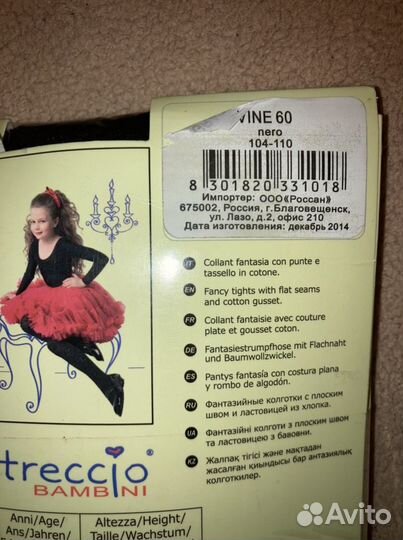 VINE 60
nero
104-110
8 301820 331018
Импортер: ООО«Россан»
675002, Россия, г.Благовещенск,
ул. Лазо, д.2, офис 210
Дата изготовления: декабрь 2014
IT Collant fantasia con punte e
tassello in cotone.
EN Fancy tights with flat seams
and cotton gusset.
FR Collant fantaisie avec couture
plate et gousset coton.
DE Fantasiestrumpfhose mit Flachnaht
und Baumwollzwickel.
ES Pantys fantasía con costura plana
y rombo de algodón.
RU Фантазийные колготки с плоским
швом и ластовицей из хлопка.
UA Фантазійні колготи з плоским швом
та ластовицею з бавовни.
KZ Жалпақ тігісі және мақтадан
жасалған қиындысы бар антазиялық
колготкилер.
treccio®
BAMBINI
Anni/Age/
Ans/Jahren/
Altezza/Height/
Taille/Wachstum/
Avito